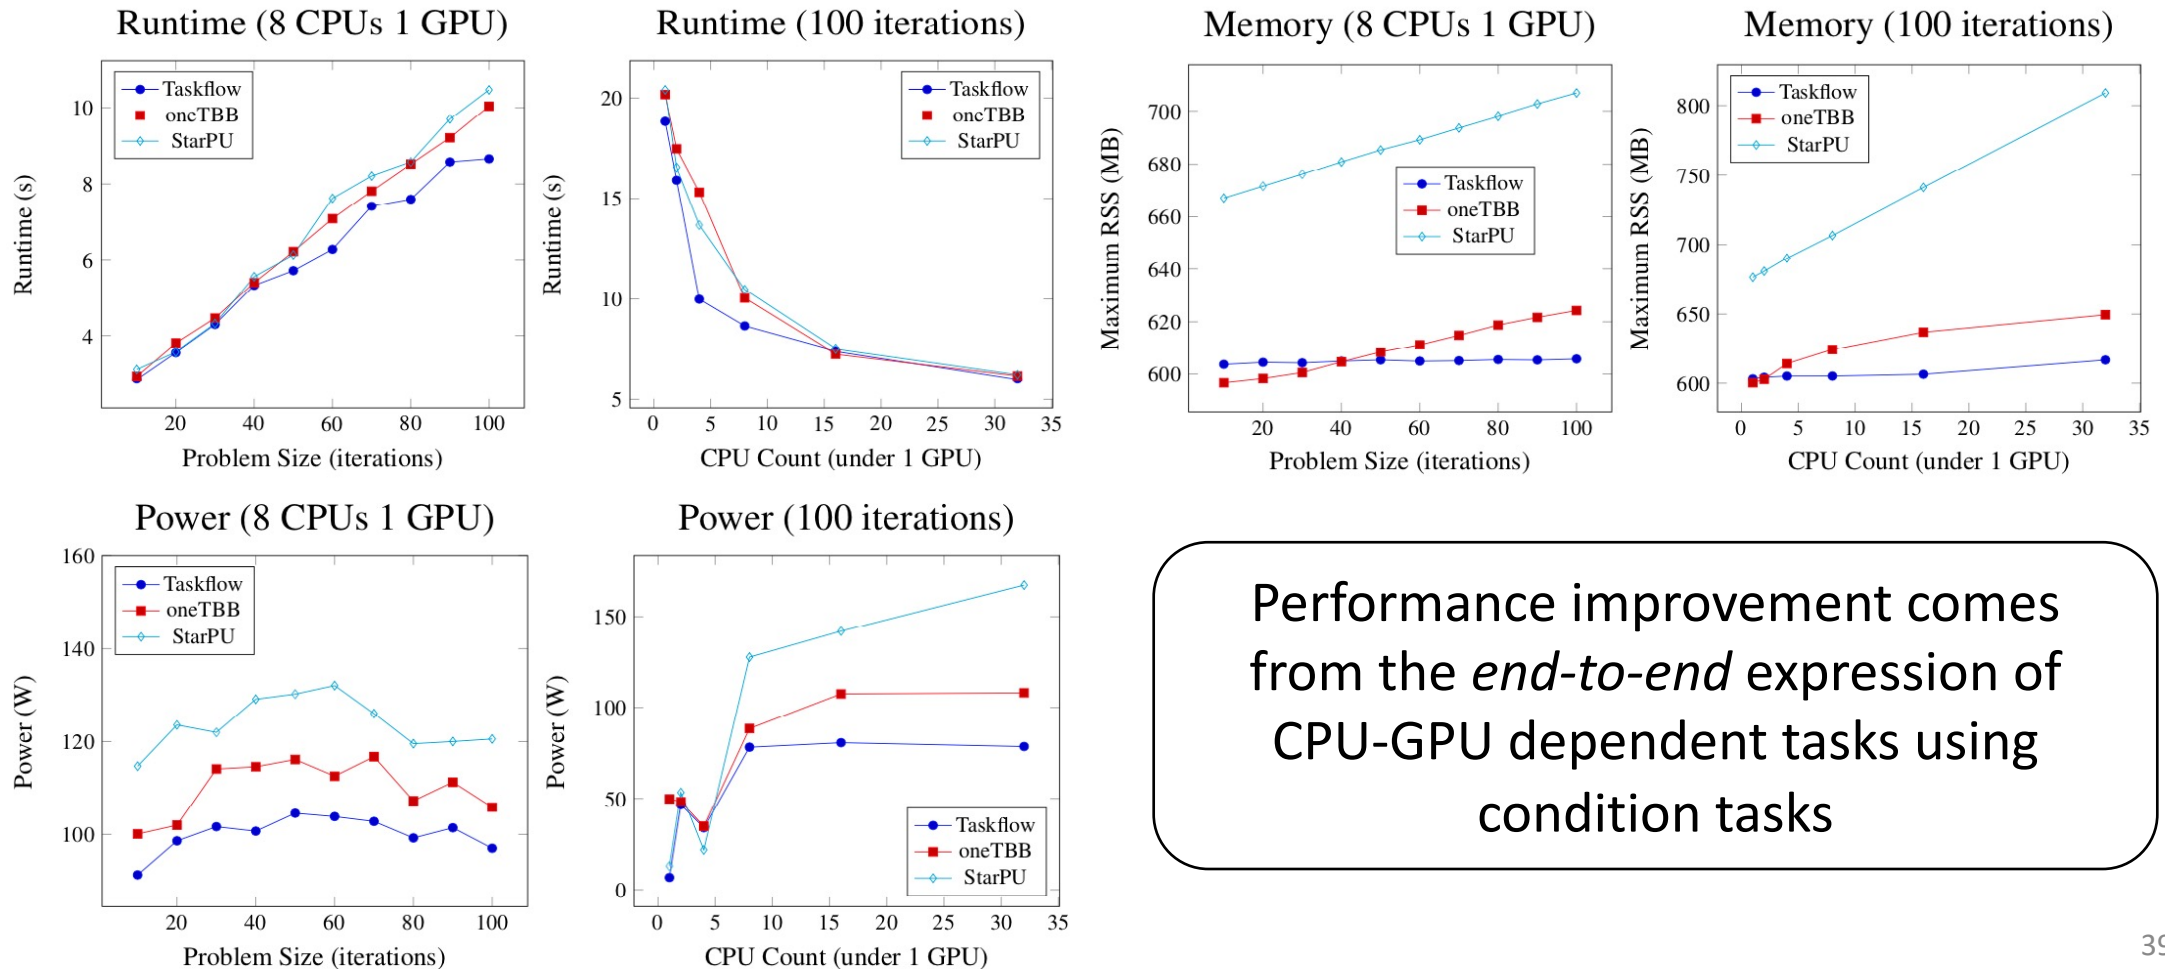 Runtime (8 CPUs 1 GPU)
Taskflow
oneTBB
StarPU
Runtime (s)
10
8
6
4
20
40
60
80
100
Problem Size (iterations)
Runtime (100 iterations)
Taskflow
oneTBB
StarPU
Runtime (s)
20
15
10
5
0
5
10
15
20
25
30
35
CPU Count (under 1 GPU)
Memory (8 CPUs 1 GPU)
Taskflow
oneTBB
StarPU
Maximum RSS (MB)
700
680
660
640
620
600
20
40
60
80
100
Problem Size (iterations)
Memory (100 iterations)
Taskflow
oneTBB
StarPU
Maximum RSS (MB)
800
750
700
650
600
0
5
10
15
20
25
30
35
CPU Count (under 1 GPU)
Power (8 CPUs 1 GPU)
Taskflow
oneTBB
StarPU
Power (W)
160
140
120
100
20
40
60
80
100
Problem Size (iterations)
Power (100 iterations)
Taskflow
oneTBB
StarPU
Power (W)
150
100
50
0
0
5
10
15
20
25
30
35
CPU Count (under 1 GPU)
Performance improvement comes
from the end-to-end expression of
CPU-GPU dependent tasks using
condition tasks
39